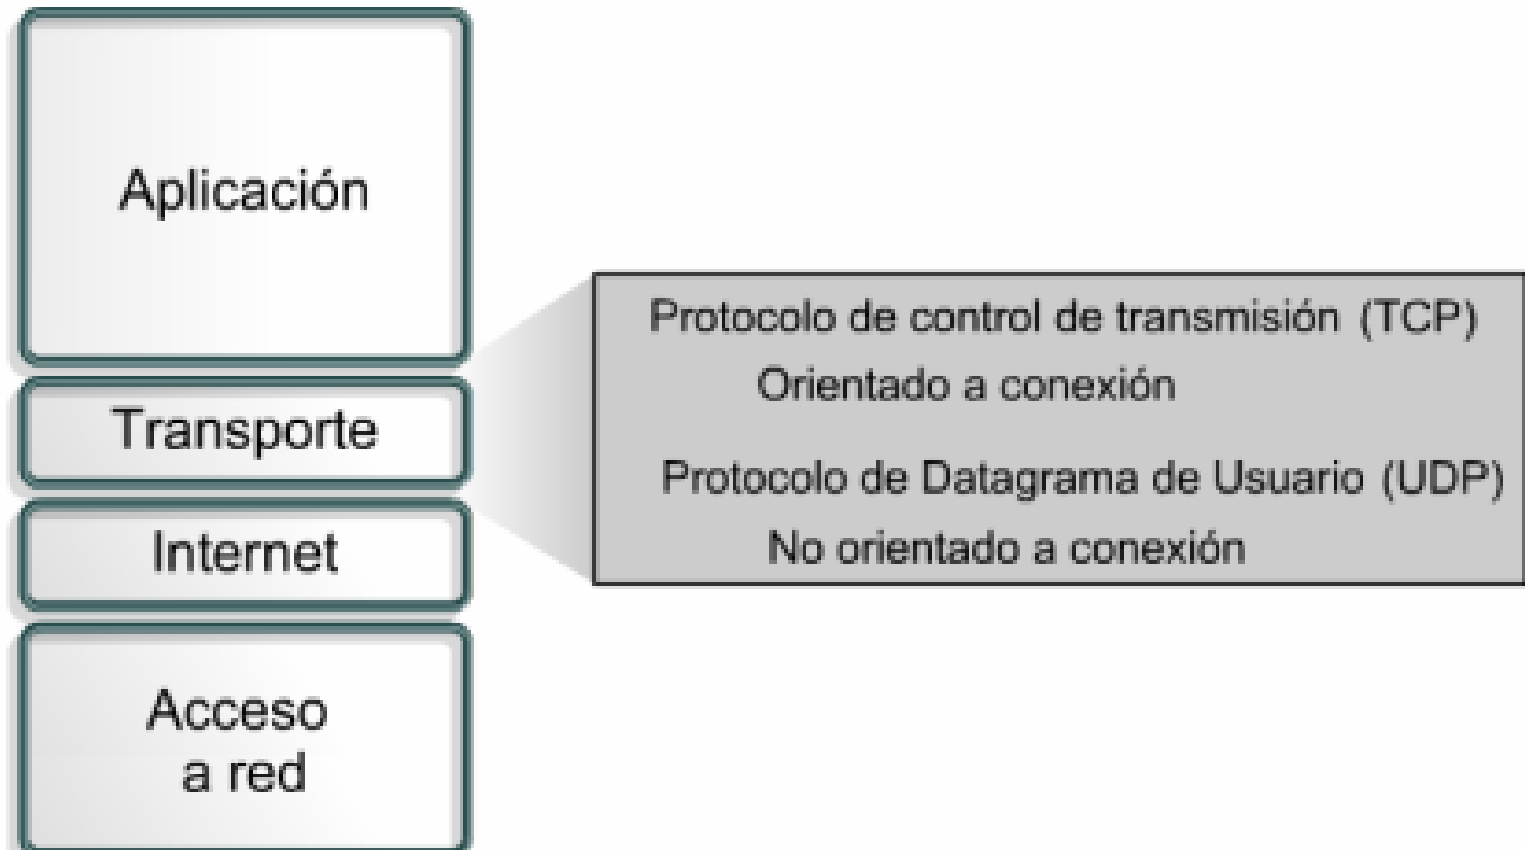 Aplicación
Transporte
Internet
Acceso
a red
Protocolo de control de transmisión (TCP)
Orientado a conexión
Protocolo de Datagrama de Usuario (UDP)
No orientado a conexión